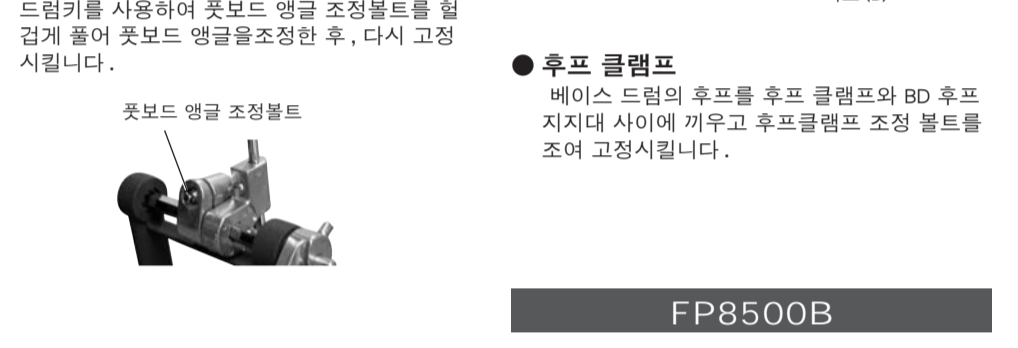 드럼키를 사용하여 풋보드 앵글 조정볼트를 헐
겁게 풀어 풋보드 앵글을조정한 후, 다시 고정
시킬니다.
풋보드 앵글 조정볼트
● 후프 클램프
베이스 드럼의 후프를 후프 클램프와 BD 후프
지지대 사이에 끼우고 후프클램프 조정 볼트를
조여 고정시킬니다.
FP8500B